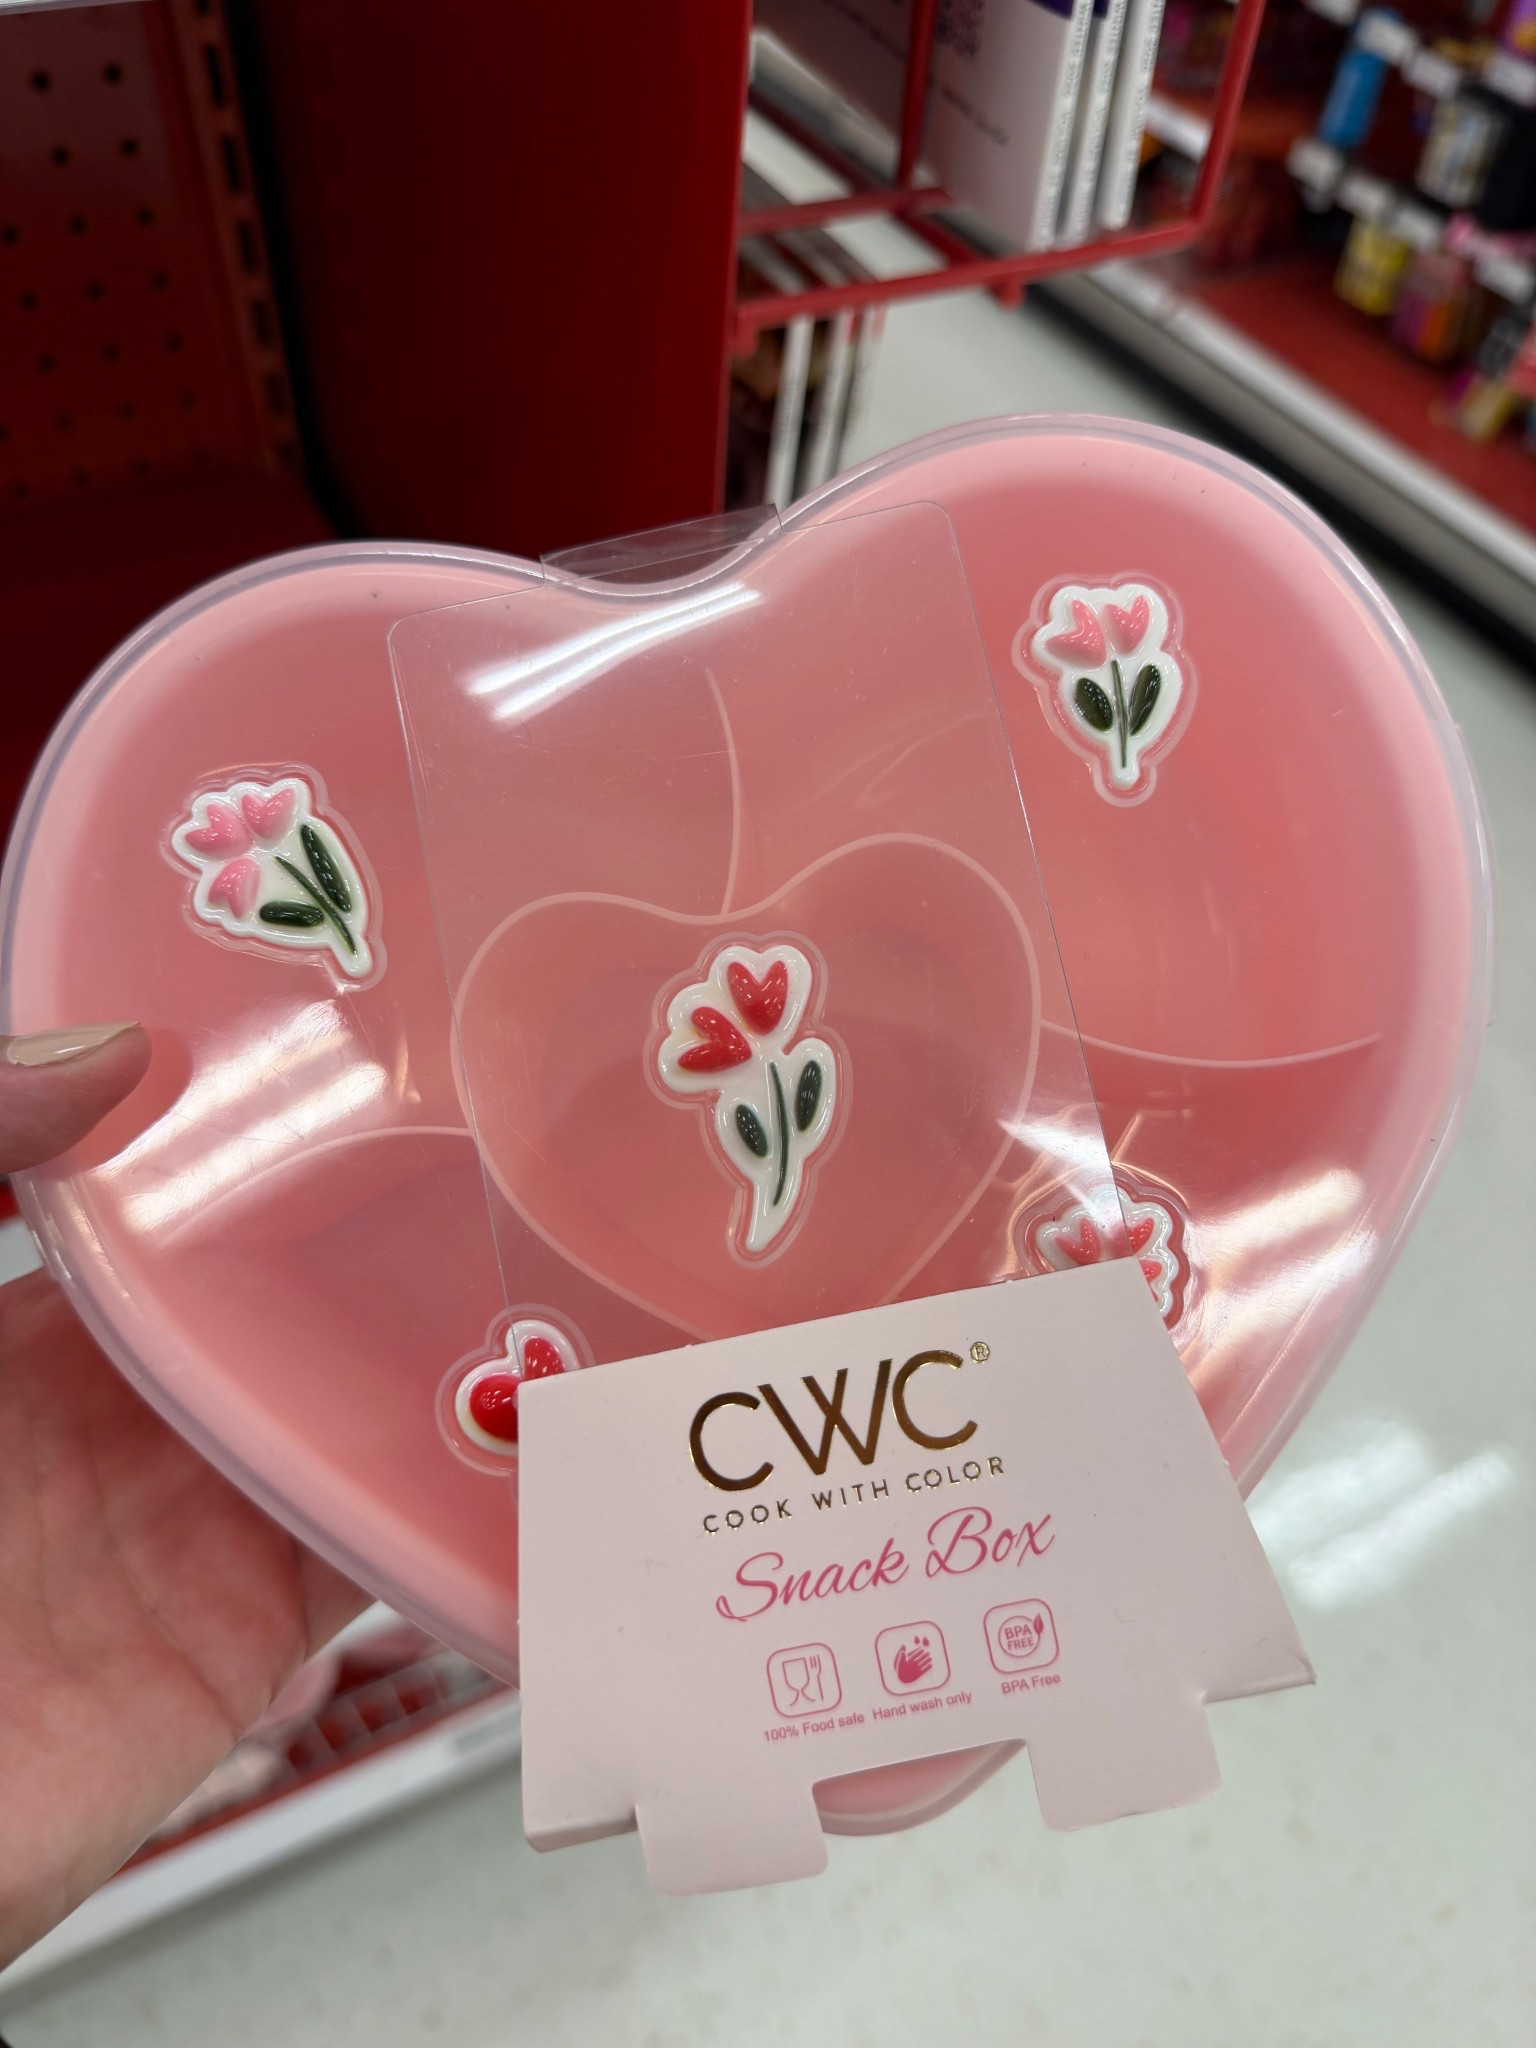 CWC®
COOK WITH COLOR
Snack Box
BPA
FREE
100% Food safe
Hand wash only
BPA Free